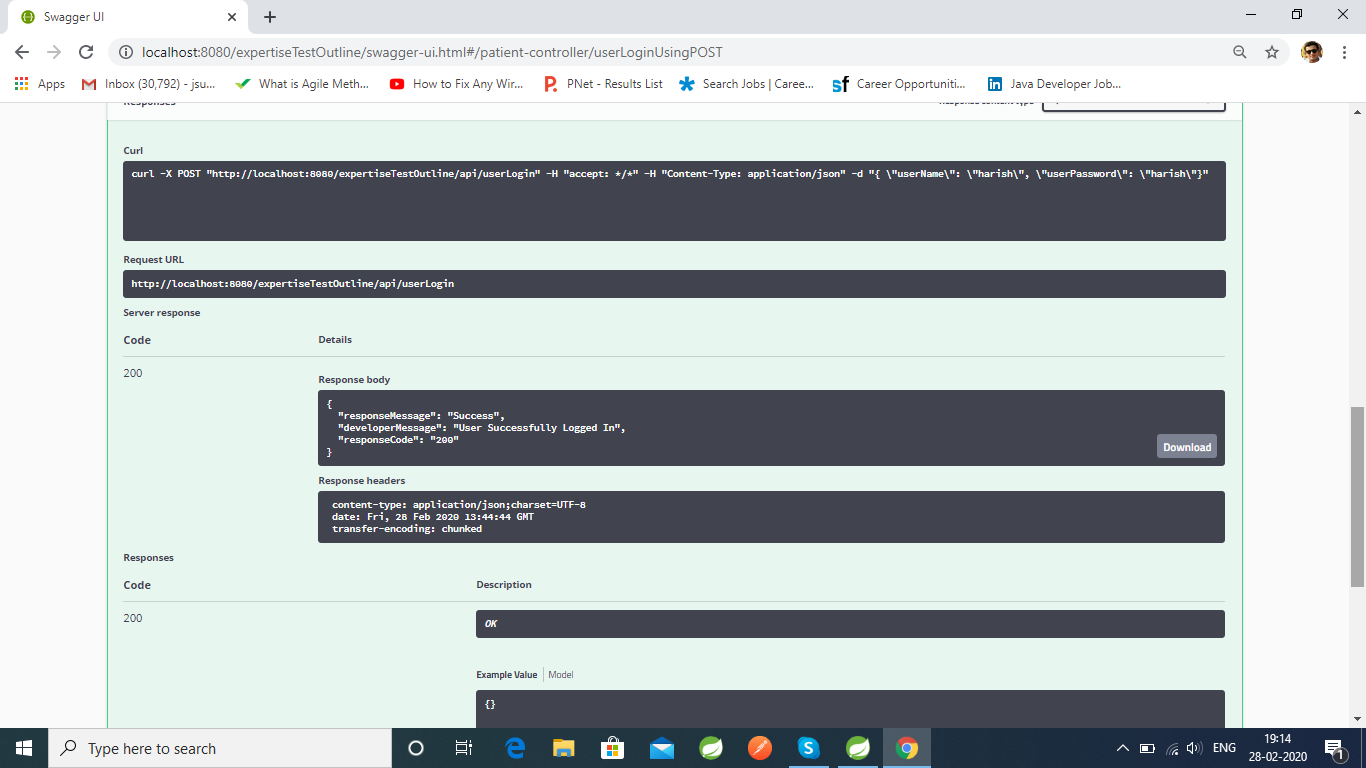 Swagger UI
localhost:8080/expertiseTestOutline/swagger-ui.html#/patient-controller/userLoginUsingPOST
Apps
Inbox (30,792) - jsu...
What is Agile Meth...
How to Fix Any Wir...
PNet - Results List
Search Jobs | Caree...
Career Opportuniti...
Java Developer Job...
Responses
Response content type
Curl
curl -X POST "http://localhost:8080/expertiseTestOutline/api/userLogin" -H "accept: */*" -H "Content-Type: application/json" -d "{ \"userName\": \"harish\", \"userPassword\": \"harish\"}"
Request URL
http://localhost:8080/expertiseTestOutline/api/userLogin
Server response
Code
Details
200
Response body
{
"responseMessage": "Success",
"developerMessage": "User Successfully Logged In",
"responseCode": "200"
}
Download
Response headers
content-type: application/json;charset=UTF-8
date: Fri, 28 Feb 2020 13:44:44 GMT
transfer-encoding: chunked
Responses
Code
Description
200
OK
Example Value
Model
{}
Type here to search
ENG
19:14
28-02-2020
1